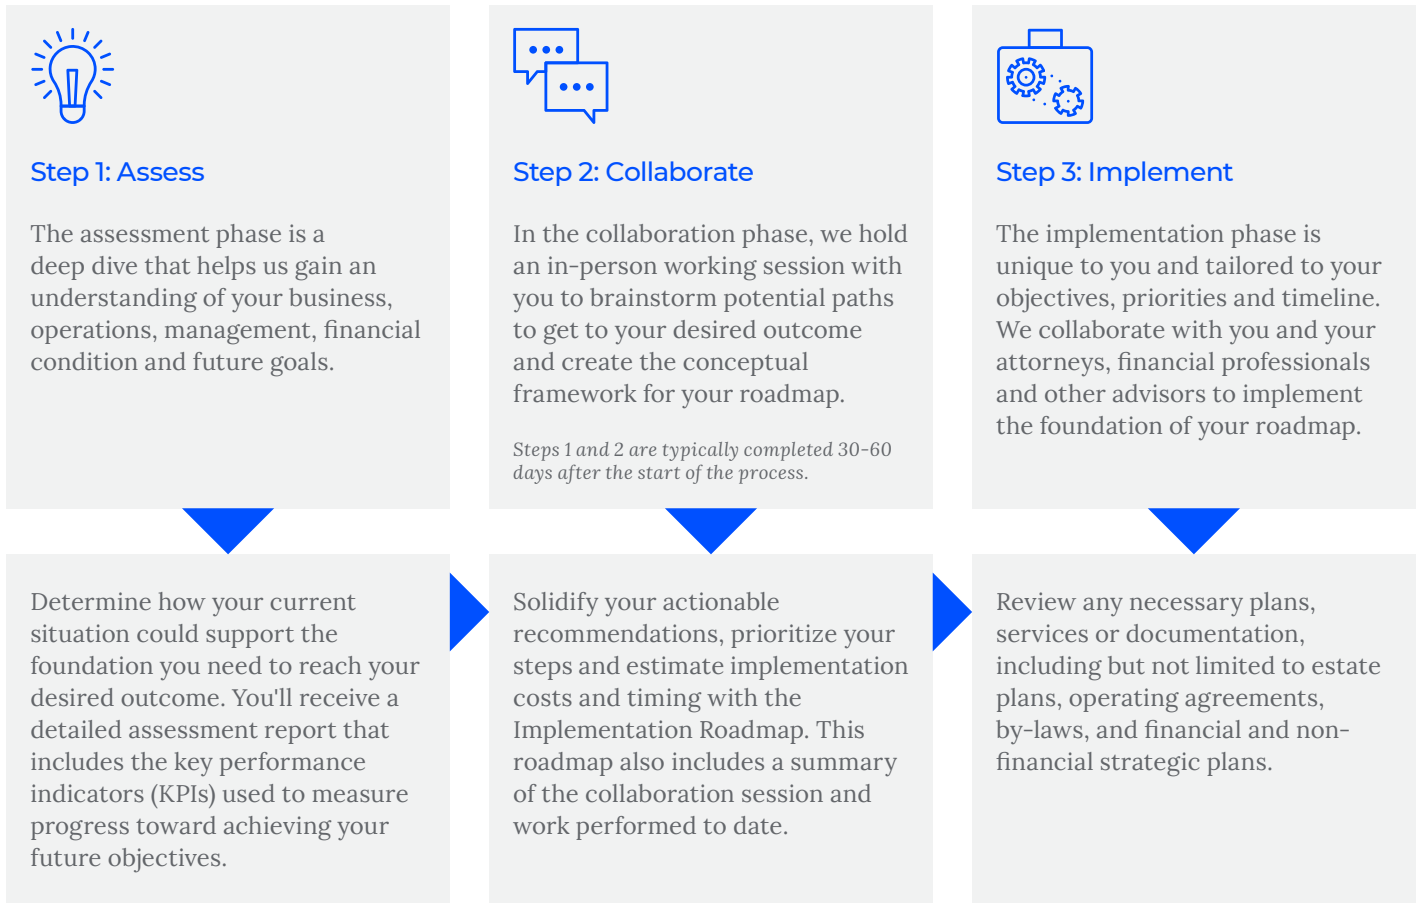 Step 1: Assess
The assessment phase is a
deep dive that helps us gain an
understanding of your business,
operations, management, financial
condition and future goals.
Determine how your current
situation could support the
foundation you need to reach your
desired outcome. You'll receive a
detailed assessment report that
includes the key performance
indicators (KPIs) used to measure
progress toward achieving your
future objectives.
Step 2: Collaborate
In the collaboration phase, we hold
an in-person working session with
you to brainstorm potential paths
to get to your desired outcome
and create the conceptual
framework for your roadmap.
Steps 1 and 2 are typically completed 30-60
days after the start of the process.
Solidify your actionable
recommendations, prioritize your
steps and estimate implementation
costs and timing with the
Implementation Roadmap. This
roadmap also includes a summary
of the collaboration session and
work performed to date.
Step 3: Implement
The implementation phase is
unique to you and tailored to your
objectives, priorities and timeline.
We collaborate with you and your
attorneys, financial professionals
and other advisors to implement
the foundation of your roadmap.
Review any necessary plans,
services or documentation,
including but not limited to estate
plans, operating agreements,
by-laws, and financial and non-
financial strategic plans.